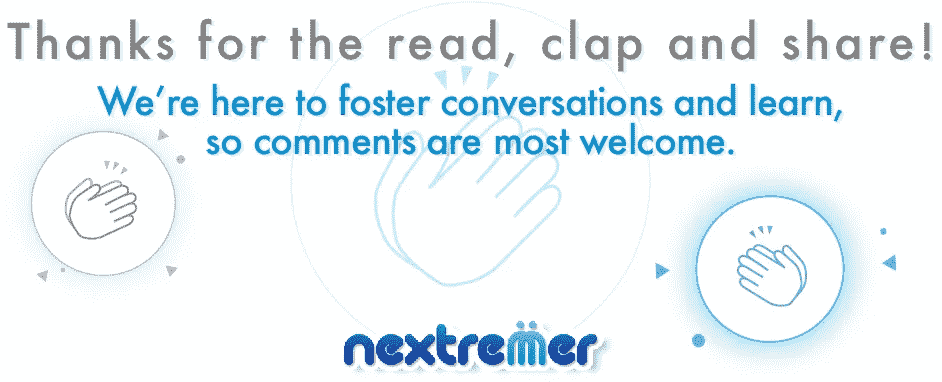 Thanks for the read, clap and share!
We're here to foster conversations and learn,
so comments are most welcome.
nextremer